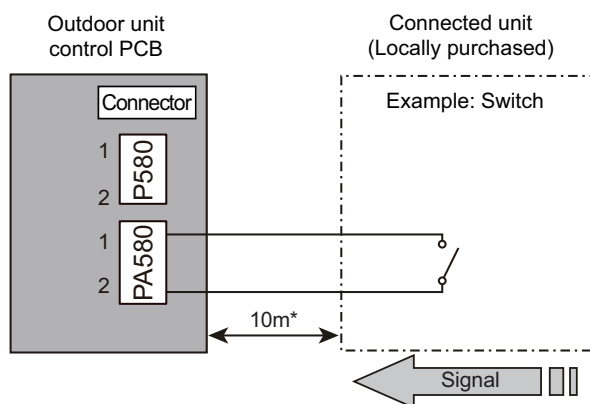 Outdoor unit
control PCB
Connected unit
(Locally purchased)
Connector
Example: Switch
1
P580
2
1
PA580
2
10m*
Signal